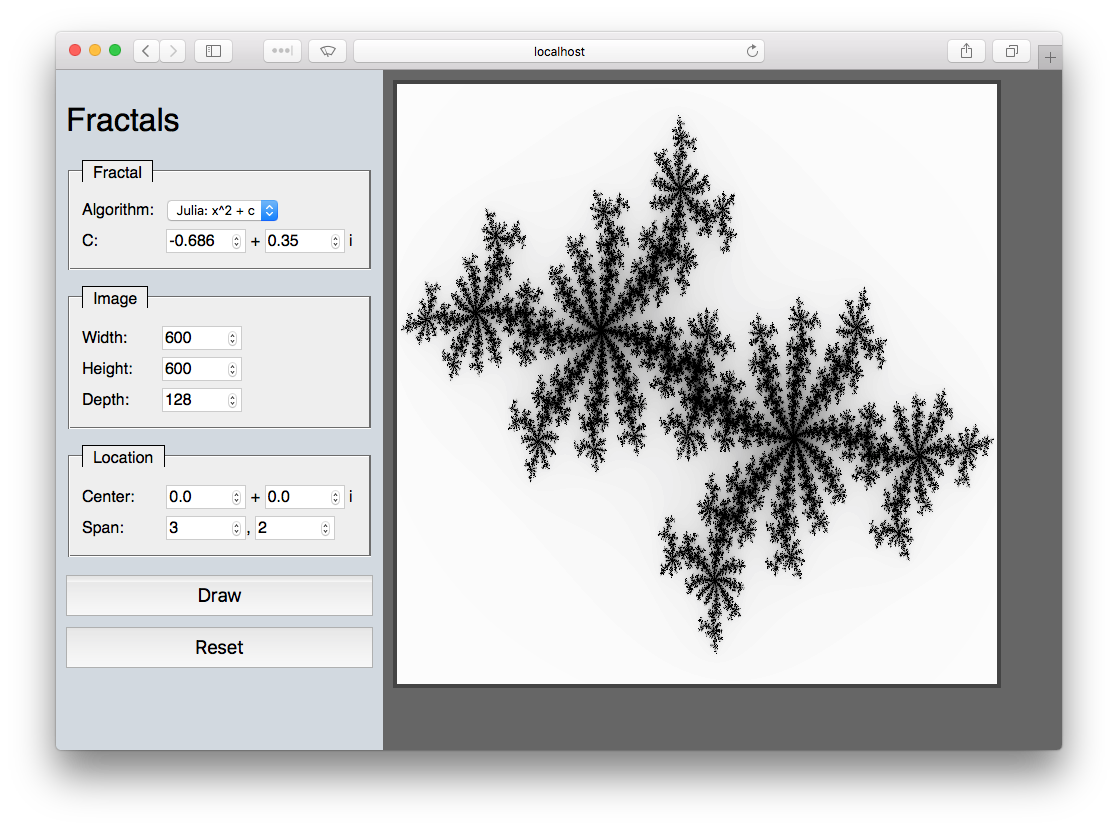 localhost
Fractals
Fractal
Algorithm: Julia: x^2 + c
C: -0.686 + 0.35 i
Image
Width: 600
Height: 600
Depth: 128
Location
Center: 0.0 + 0.0 i
Span: 3 , 2
Draw
Reset